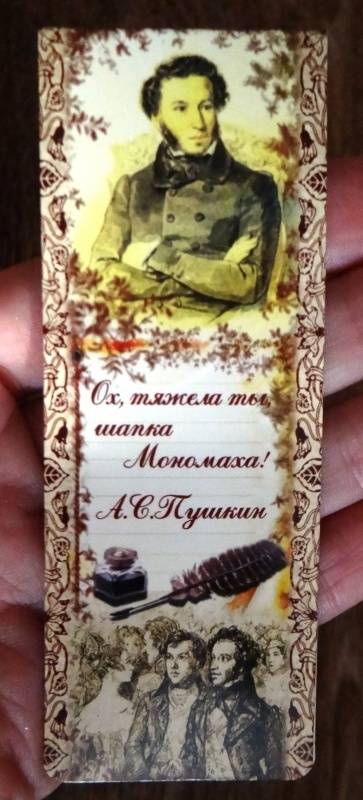 Ох, тяжела ты,
шапка
Мономаха!
А.С.Пушкин